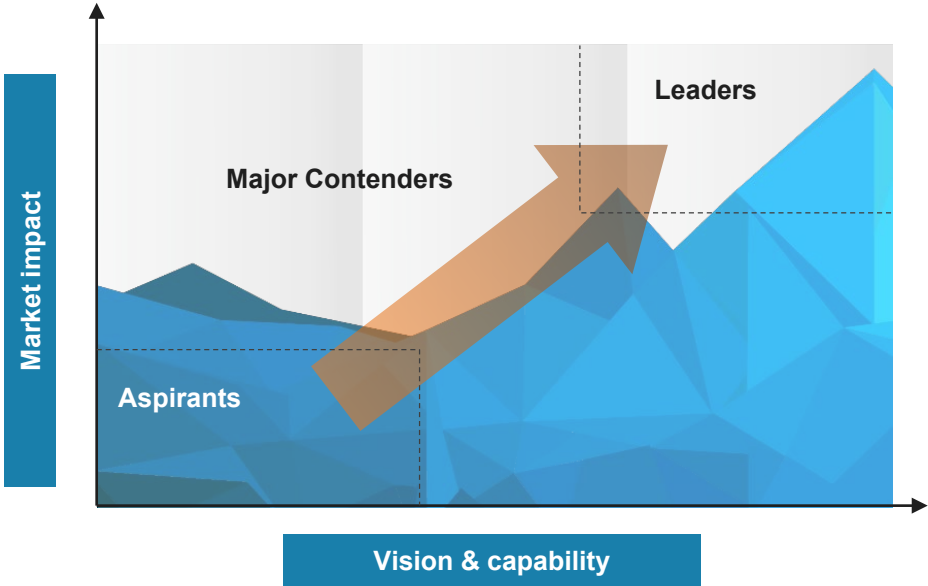 Leaders
Major Contenders
Market impact
Aspirants
Vision & capability